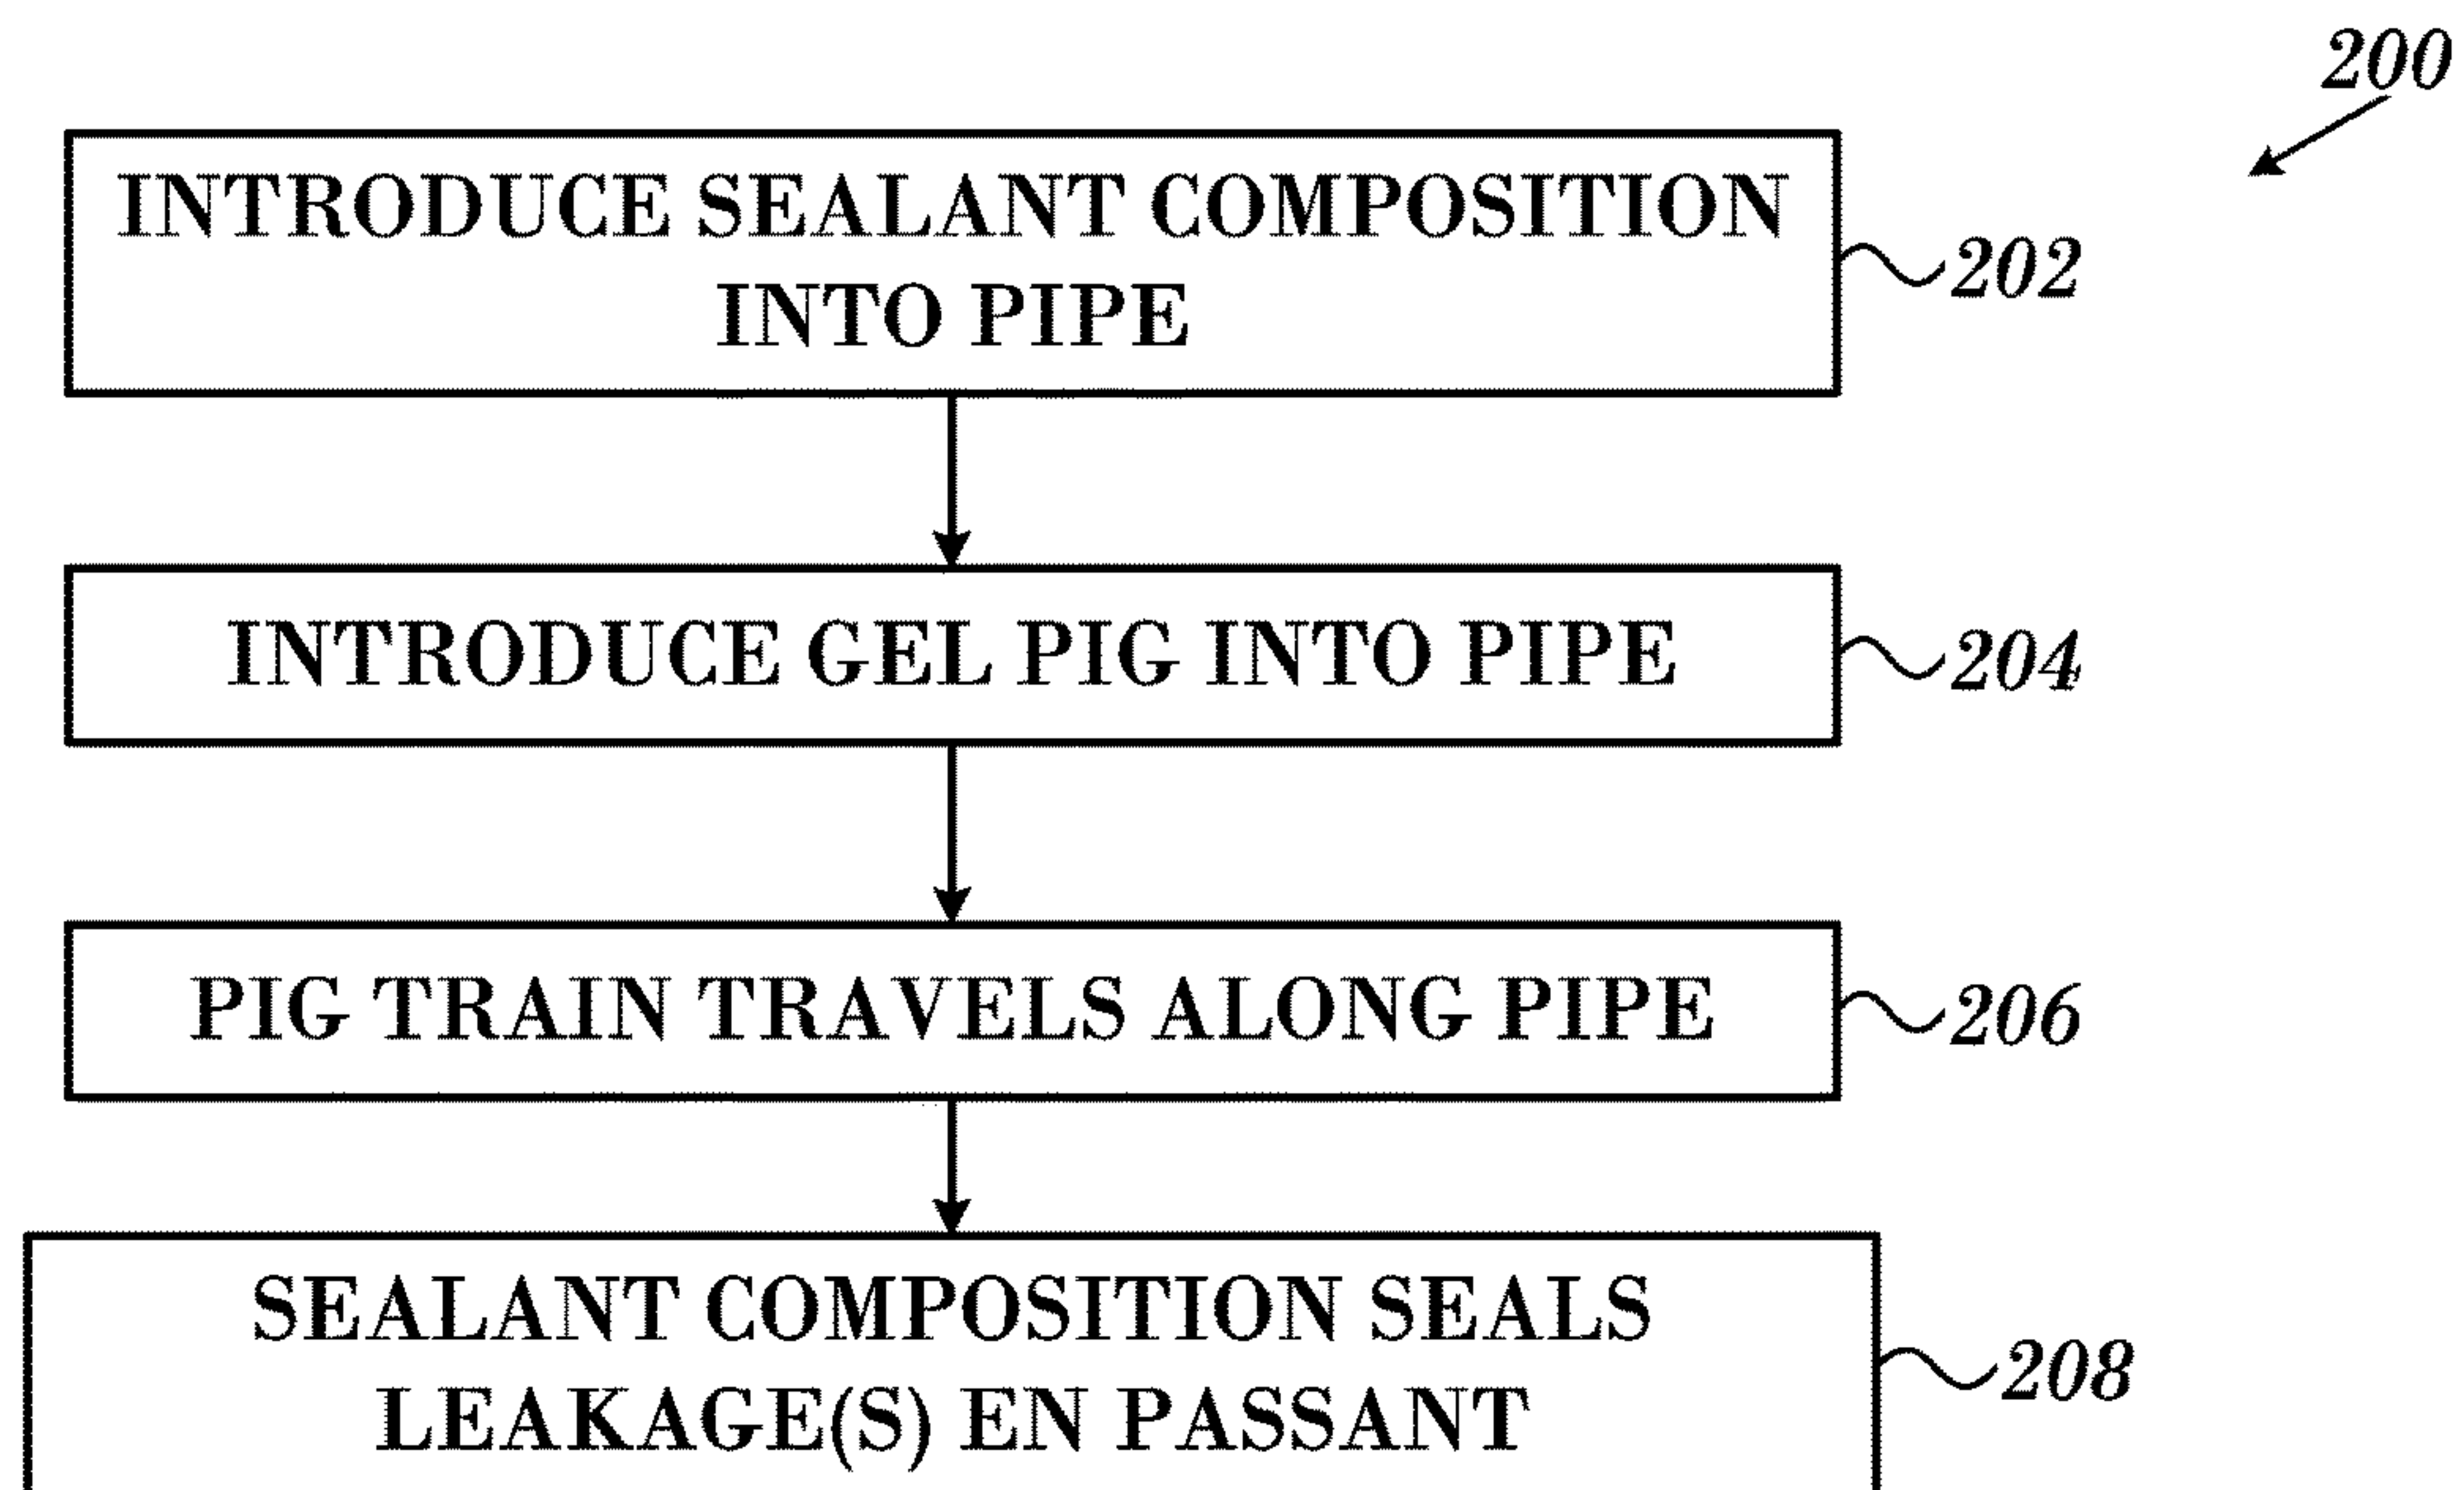 200
INTRODUCE SEALANT COMPOSITION
INTO PIPE
202
INTRODUCE GEL PIG INTO PIPE
204
PIG TRAIN TRAVELS ALONG PIPE
206
SEALANT COMPOSITION SEALS
LEAKAGE(S) EN PASSANT
208